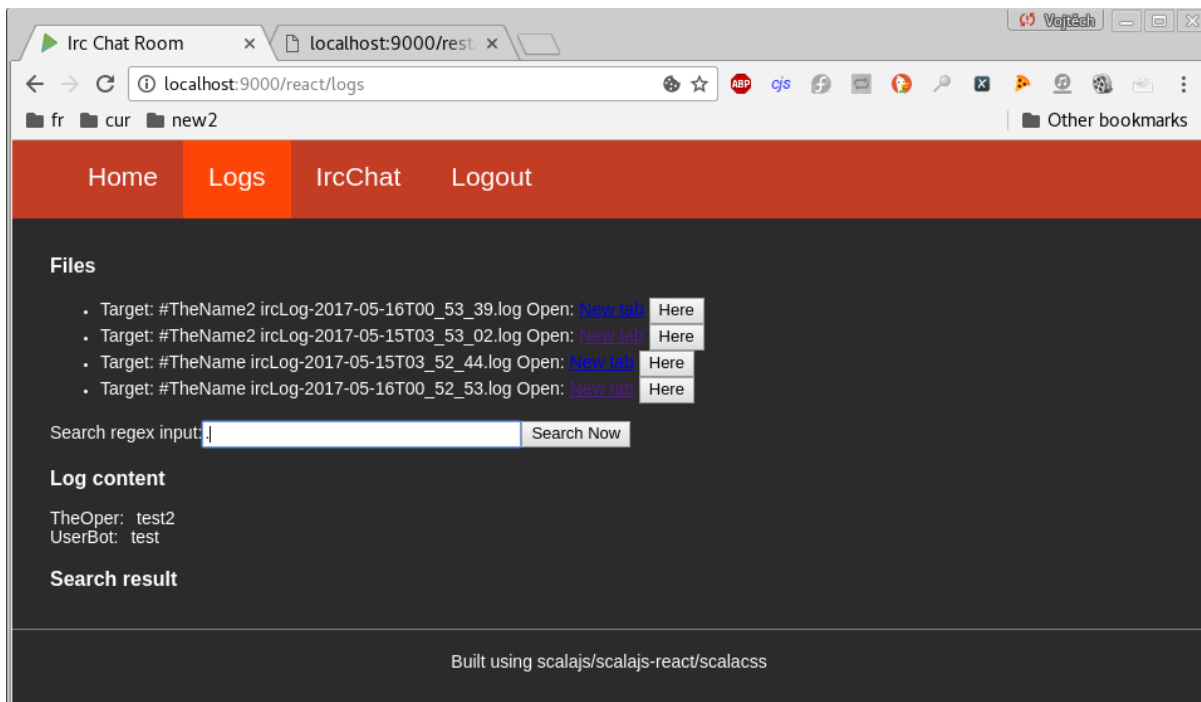 Vojtěch
Irc Chat Room
localhost:9000/rest
localhost:9000/react/logs
ABP cjs
fr cur new2 Other bookmarks
Home Logs IrcChat Logout
Files
Target: #TheName2 ircLog-2017-05-16T00_53_39.log Open: New tab Here
Target: #TheName2 ircLog-2017-05-15T03_53_02.log Open: New tab Here
Target: #TheName ircLog-2017-05-15T03_52_44.log Open: New tab Here
Target: #TheName ircLog-2017-05-16T00_52_53.log Open: New tab Here
Search regex input: . Search Now
Log content
TheOper: test2
UserBot: test
Search result
Built using scalajs/scalajs-react/scalacss